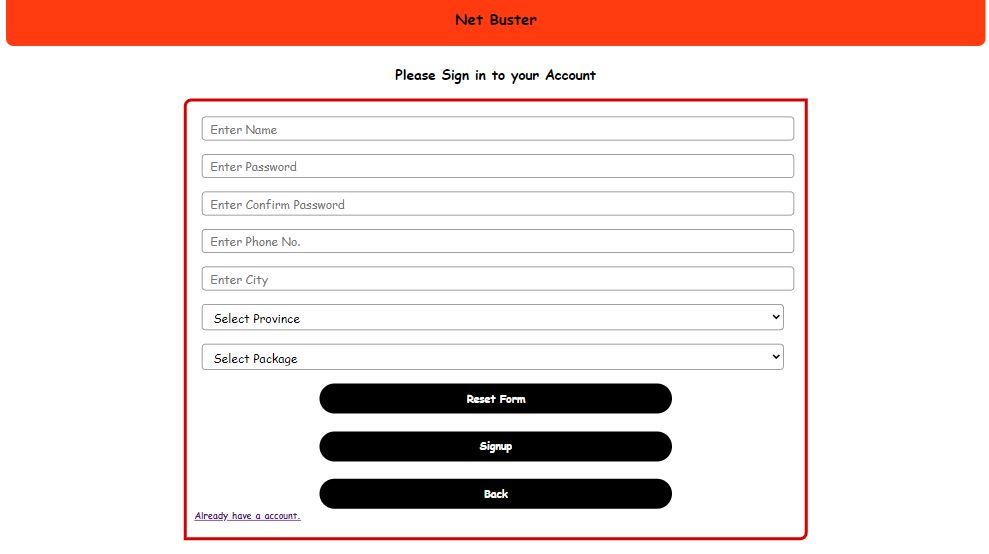 Net Buster
Please Sign in to your Account
Enter Name
Enter Password
Enter Confirm Password
Enter Phone No.
Enter City
Select Province
Select Package
Reset Form
Signup
Back
Already have a account.